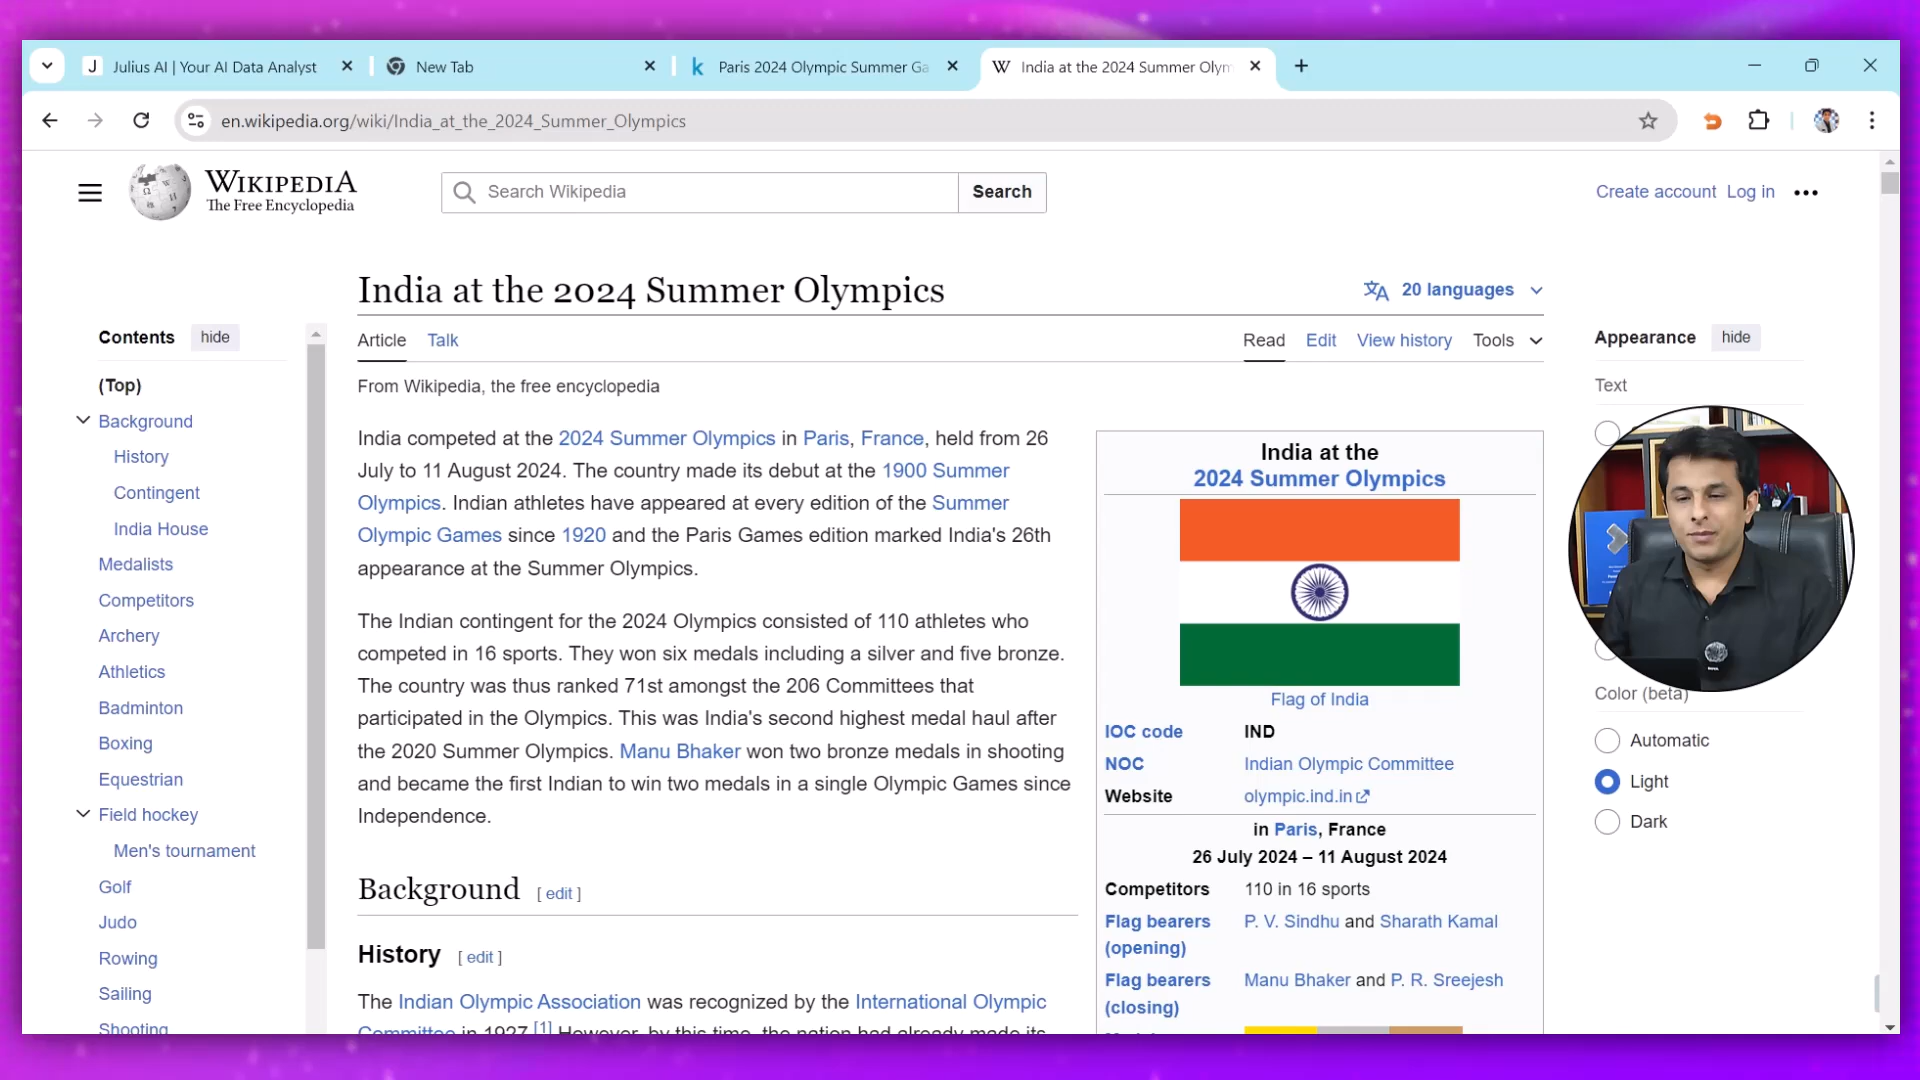 Julius AI | Your AI Data Analyst
New Tab
Paris 2024 Olympic Summer Ga
India at the 2024 Summer Olym
en.wikipedia.org/wiki/India_at_the_2024_Summer_Olympics
WIKIPEDIA
The Free Encyclopedia
Search Wikipedia
Search
Create account Log in
India at the 2024 Summer Olympics
20 languages
Contents hide
(Top)
Background
History
Contingent
India House
Medalists
Competitors
Archery
Athletics
Badminton
Boxing
Equestrian
Field hockey
Men's tournament
Golf
Judo
Rowing
Sailing
Shooting
Article Talk
Read Edit View history Tools
From Wikipedia, the free encyclopedia
India competed at the 2024 Summer Olympics in Paris, France, held from 26
July to 11 August 2024. The country made its debut at the 1900 Summer
Olympics. Indian athletes have appeared at every edition of the Summer
Olympic Games since 1920 and the Paris Games edition marked India's 26th
appearance at the Summer Olympics.
The Indian contingent for the 2024 Olympics consisted of 110 athletes who
competed in 16 sports. They won six medals including a silver and five bronze.
The country was thus ranked 71st amongst the 206 Committees that
participated in the Olympics. This was India's second highest medal haul after
the 2020 Summer Olympics. Manu Bhaker won two bronze medals in shooting
and became the first Indian to win two medals in a single Olympic Games since
Independence.
Background [ edit ]
History [ edit ]
The Indian Olympic Association was recognized by the International Olympic
Committee in 1927.[1] However, by this time, the nation had already made its
India at the
2024 Summer Olympics
Flag of India
IOC code IND
NOC Indian Olympic Committee
Website olympic.ind.in
in Paris, France
26 July 2024 – 11 August 2024
Competitors 110 in 16 sports
Flag bearers P. V. Sindhu and Sharath Kamal
(opening)
Flag bearers Manu Bhaker and P. R. Sreejesh
(closing)
Appearance hide
Text
Color (beta)
Automatic
Light
Dark